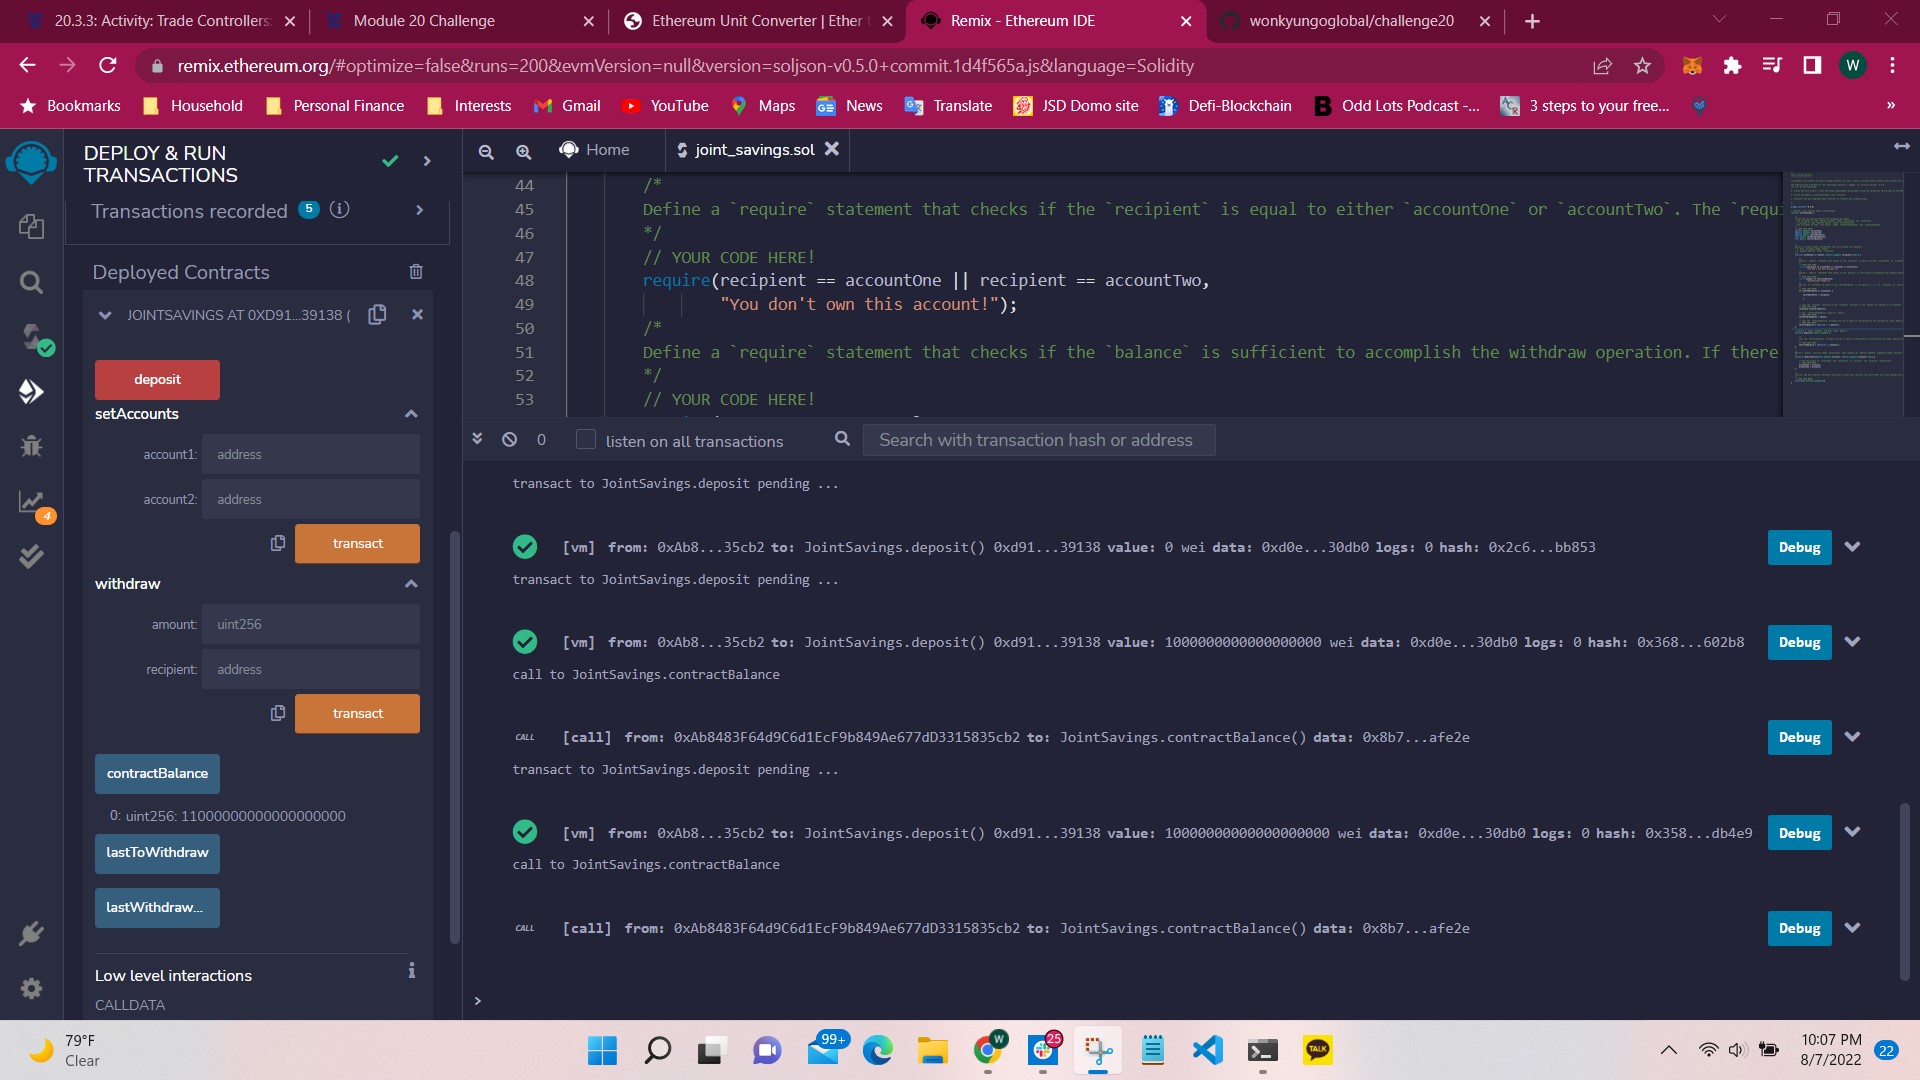 20.3.3: Activity: Trade Controllers:
Module 20 Challenge
Ethereum Unit Converter | Ether t
Remix - Ethereum IDE
wonkyungoglobal/challenge20
remix.ethereum.org/#optimize=false&runs=200&evmVersion=null&version=soljson-v0.5.0+commit.1d4f565a.js&language=Solidity
W
Bookmarks
Household
Personal Finance
Interests
Gmail
YouTube
Maps
News
Translate
JSD Domo site
Defi-Blockchain
Odd Lots Podcast -...
3 steps to your free...
»
DEPLOY & RUN
TRANSACTIONS
Transactions recorded 5 i
Deployed Contracts
JOINTSAVINGS AT 0XD91...39138 (
deposit
setAccounts
account1: address
account2: address
transact
withdraw
amount: uint256
recipient: address
transact
contractBalance
0: uint256: 11000000000000000000
lastToWithdraw
lastWithdraw...
Low level interactions
CALLDATA
4
Home
joint_savings.sol
44 /*
45 Define a `require` statement that checks if the `recipient` is equal to either `accountOne` or `accountTwo`. The `requi
46 */
47 // YOUR CODE HERE!
48 require(recipient == accountOne || recipient == accountTwo,
49 "You don't own this account!");
50 /*
51 Define a `require` statement that checks if the `balance` is sufficient to accomplish the withdraw operation. If there
52 */
53 // YOUR CODE HERE!
0
listen on all transactions
Search with transaction hash or address
transact to JointSavings.deposit pending ...
[vm] from: 0xAb8...35cb2 to: JointSavings.deposit() 0xd91...39138 value: 0 wei data: 0xd0e...30db0 logs: 0 hash: 0x2c6...bb853
Debug
transact to JointSavings.deposit pending ...
[vm] from: 0xAb8...35cb2 to: JointSavings.deposit() 0xd91...39138 value: 1000000000000000000 wei data: 0xd0e...30db0 logs: 0 hash: 0x368...602b8
Debug
call to JointSavings.contractBalance
CALL [call] from: 0xAb8483F64d9C6d1EcF9b849Ae677dD3315835cb2 to: JointSavings.contractBalance() data: 0x8b7...afe2e
Debug
transact to JointSavings.deposit pending ...
[vm] from: 0xAb8...35cb2 to: JointSavings.deposit() 0xd91...39138 value: 10000000000000000000 wei data: 0xd0e...30db0 logs: 0 hash: 0x358...db4e9
Debug
call to JointSavings.contractBalance
CALL [call] from: 0xAb8483F64d9C6d1EcF9b849Ae677dD3315835cb2 to: JointSavings.contractBalance() data: 0x8b7...afe2e
Debug
>
79°F
Clear
99+
W
25
TALK
10:07 PM
8/7/2022
22